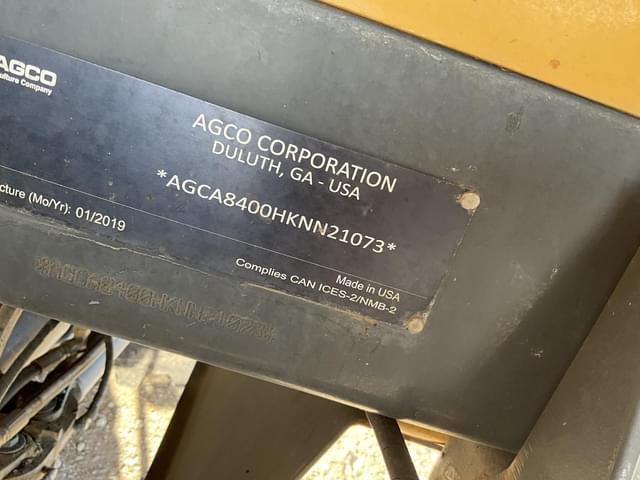 AGCO
AGCO CORPORATION
DULUTH, GA - USA
*AGCA8400HKNN21073*
(Mo/Yr): 01/2019
Made in USA
Complies CAN ICES-2/NMB-2
Company